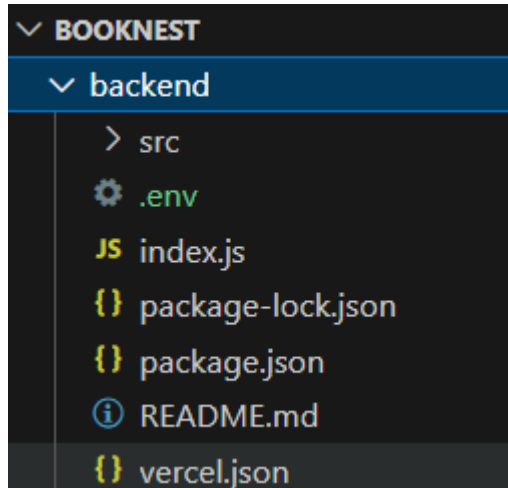 BOOKNEST
backend
src
.env
JS index.js
{} package-lock.json
{} package.json
README.md
{} vercel.json